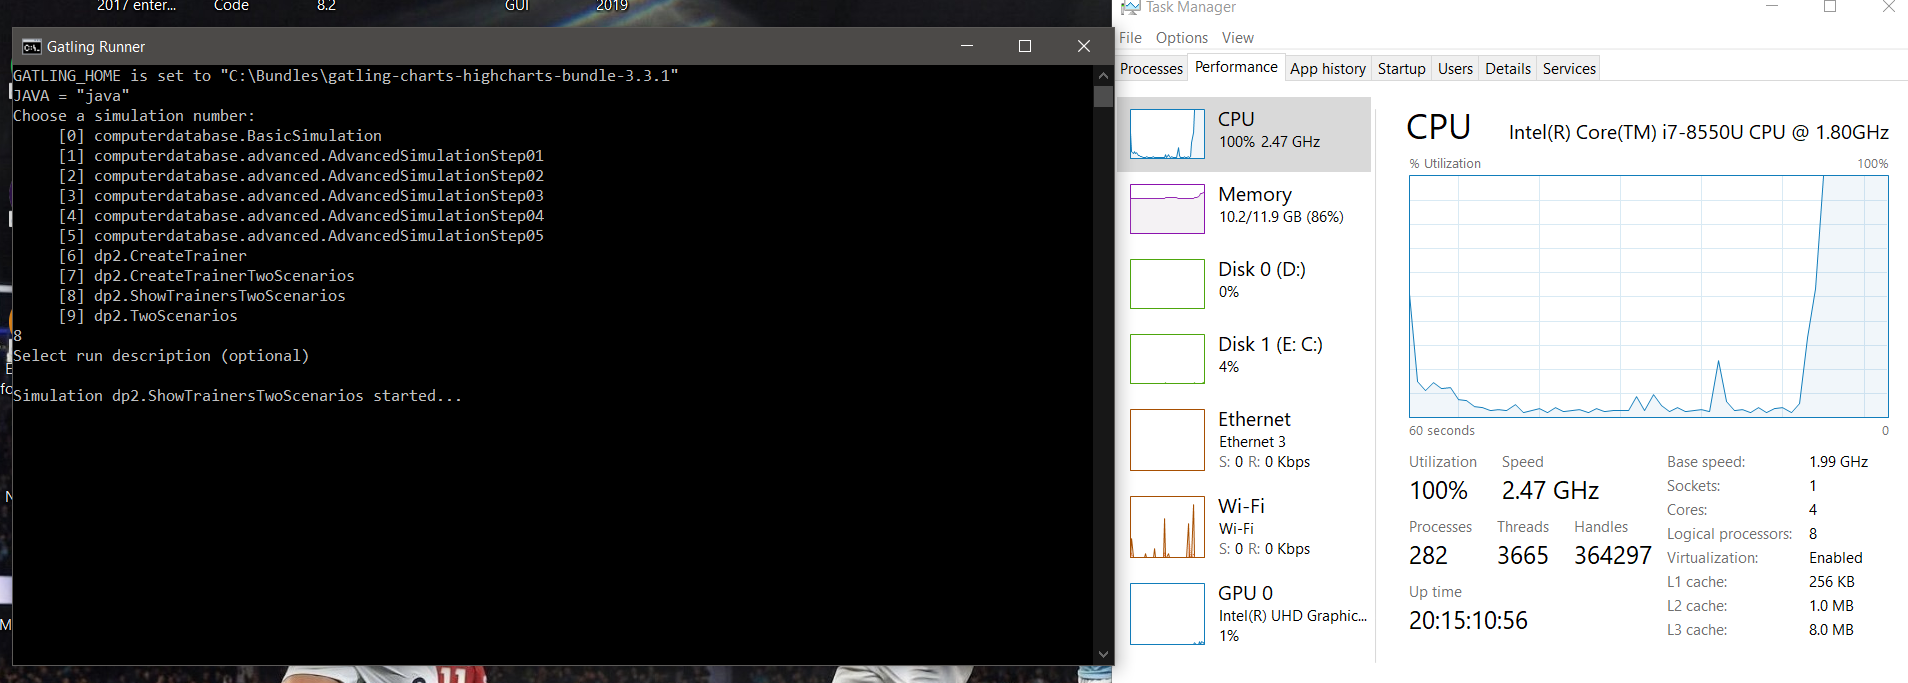 2017 enter...
Code
8.2
GUI
2019
Gatling Runner
GATLING_HOME is set to "C:\Bundles\gatling-charts-highcharts-bundle-3.3.1"
JAVA = "java"
Choose a simulation number:
[0] computerdatabase.BasicSimulation
[1] computerdatabase.advanced.AdvancedSimulationStep01
[2] computerdatabase.advanced.AdvancedSimulationStep02
[3] computerdatabase.advanced.AdvancedSimulationStep03
[4] computerdatabase.advanced.AdvancedSimulationStep04
[5] computerdatabase.advanced.AdvancedSimulationStep05
[6] dp2.CreateTrainer
[7] dp2.CreateTrainerTwoScenarios
[8] dp2.ShowTrainersTwoScenarios
[9] dp2.TwoScenarios
8
Select run description (optional)
Simulation dp2.ShowTrainersTwoScenarios started...
Task Manager
File Options View
Processes Performance App history Startup Users Details Services
CPU
100% 2.47 GHz
Memory
10.2/11.9 GB (86%)
Disk 0 (D:)
0%
Disk 1 (E: C:)
4%
Ethernet
Ethernet 3
S: 0 R: 0 Kbps
Wi-Fi
Wi-Fi
S: 0 R: 0 Kbps
GPU 0
Intel(R) UHD Graphic...
1%
CPU Intel(R) Core(TM) i7-8550U CPU @ 1.80GHz
% Utilization 100%
60 seconds 0
Utilization Speed
100% 2.47 GHz
Processes Threads Handles
282 3665 364297
Up time
20:15:10:56
Base speed: 1.99 GHz
Sockets: 1
Cores: 4
Logical processors: 8
Virtualization: Enabled
L1 cache: 256 KB
L2 cache: 1.0 MB
L3 cache: 8.0 MB